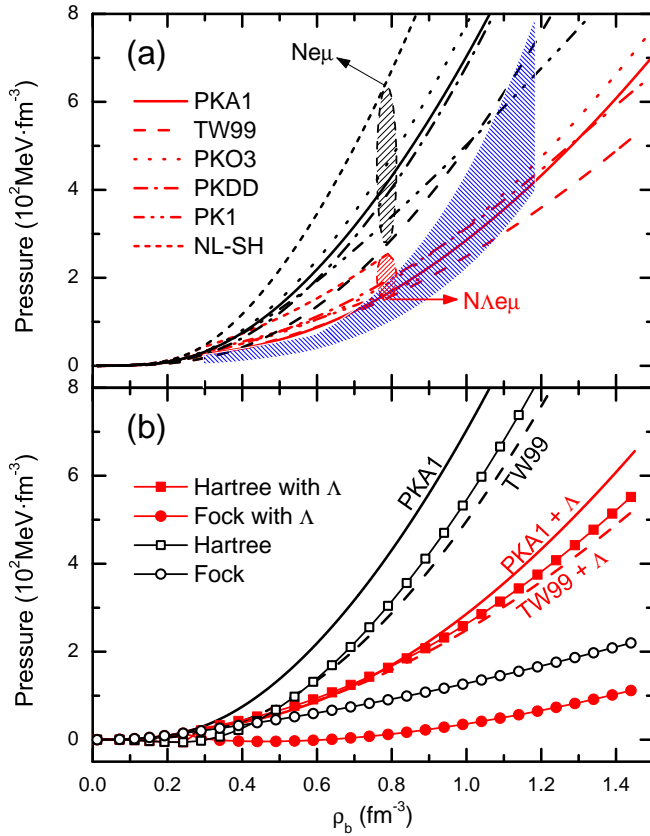 8
(a)
Neμ
PKA1
TW99
PKO3
PKDD
PK1
NL-SH
6
4
2
0
NΛeμ
Pressure (10²MeV·fm⁻³)
8
(b)
PKA1
TW99
Hartree with Λ
Fock with Λ
Hartree
Fock
PKA1 + Λ
TW99 + Λ
6
4
2
0
Pressure (10²MeV·fm⁻³)
0.0 0.2 0.4 0.6 0.8 1.0 1.2 1.4
ρb (fm⁻³)